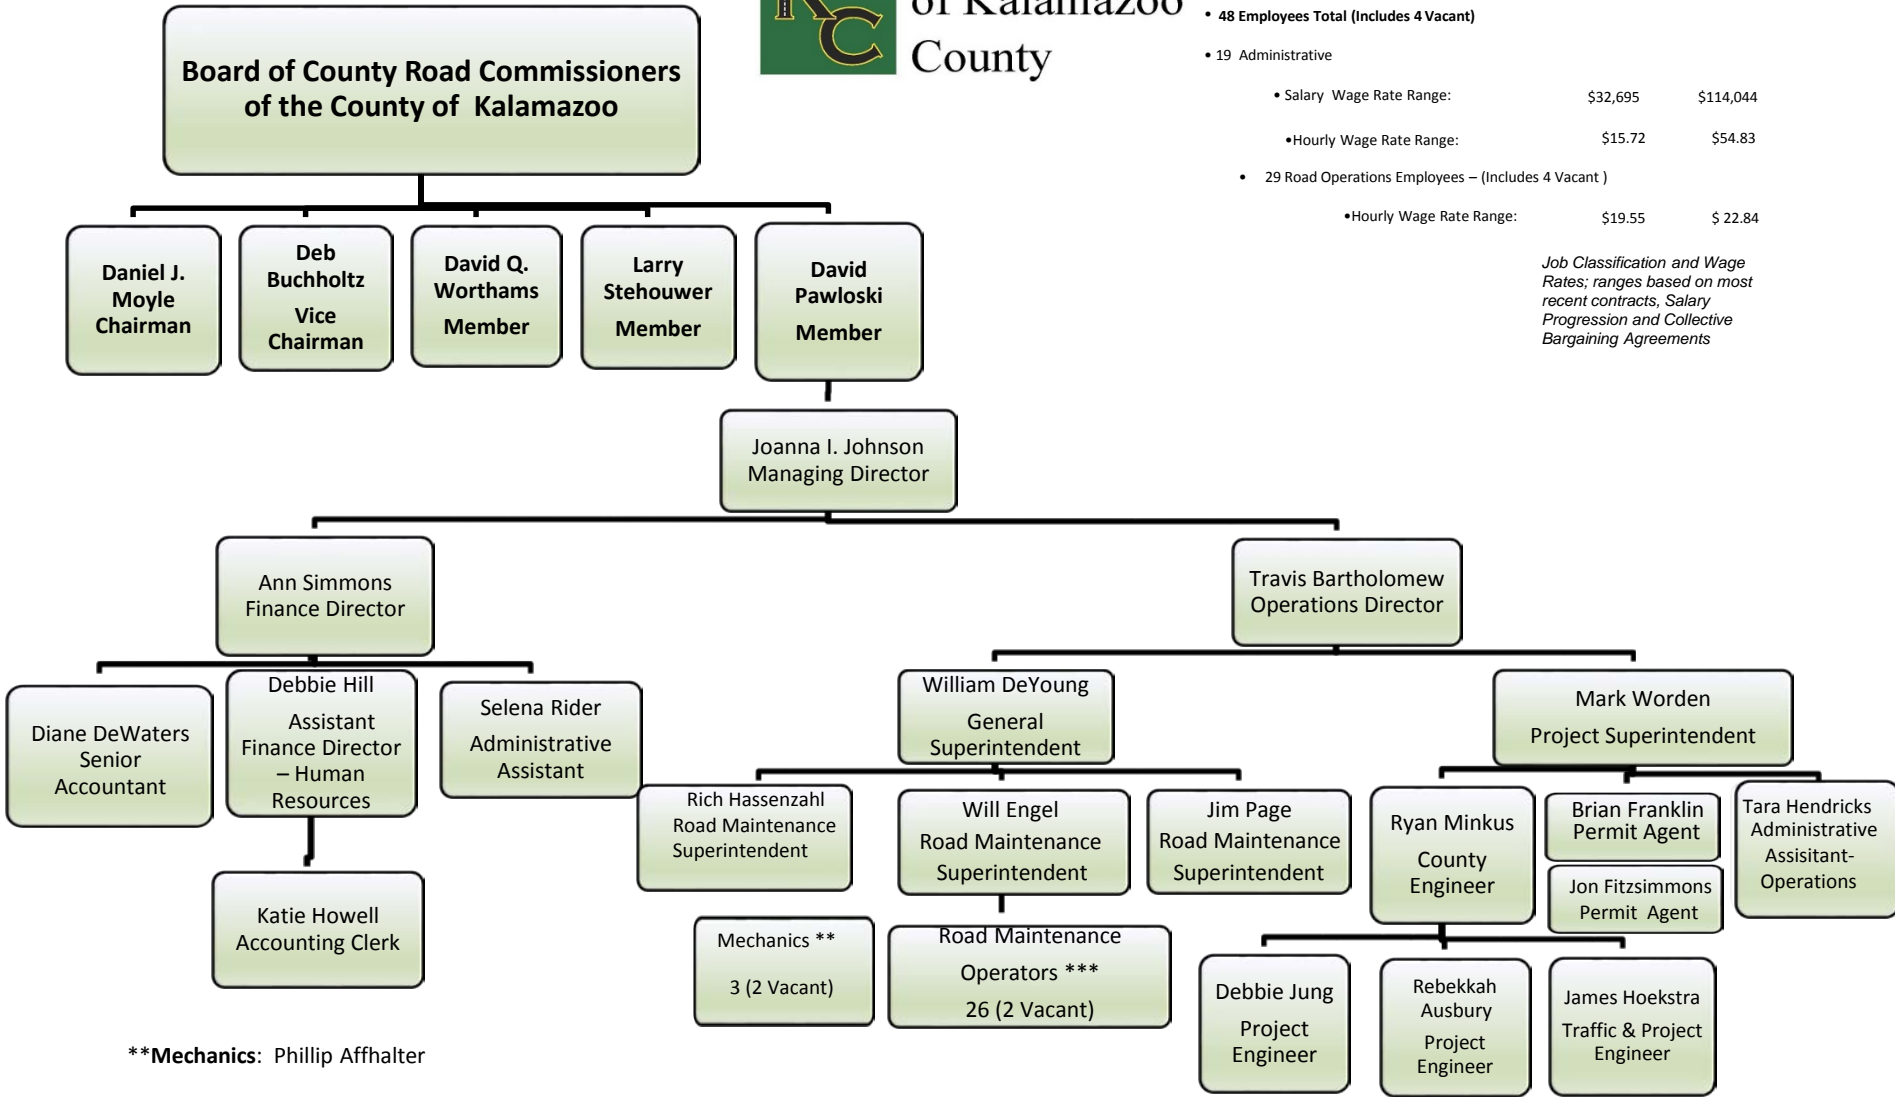 Board of County Road Commissioners
of the County of Kalamazoo
RC
of Kalamazoo
County
• 48 Employees Total (Includes 4 Vacant)
• 19 Administrative
• Salary Wage Rate Range: $32,695 $114,044
•Hourly Wage Rate Range: $15.72 $54.83
• 29 Road Operations Employees – (Includes 4 Vacant )
•Hourly Wage Rate Range: $19.55 $ 22.84
Job Classification and Wage
Rates; ranges based on most
recent contracts, Salary
Progression and Collective
Bargaining Agreements
Daniel J.
Moyle
Chairman
Deb
Buchholtz
Vice
Chairman
David Q.
Worthams
Member
Larry
Stehouwer
Member
David
Pawloski
Member
Joanna I. Johnson
Managing Director
Ann Simmons
Finance Director
Travis Bartholomew
Operations Director
Diane DeWaters
Senior
Accountant
Debbie Hill
Assistant
Finance Director
– Human
Resources
Selena Rider
Administrative
Assistant
William DeYoung
General
Superintendent
Mark Worden
Project Superintendent
Katie Howell
Accounting Clerk
Rich Hassenzahl
Road Maintenance
Superintendent
Will Engel
Road Maintenance
Superintendent
Jim Page
Road Maintenance
Superintendent
Ryan Minkus
County
Engineer
Brian Franklin
Permit Agent
Jon Fitzsimmons
Permit Agent
Tara Hendricks
Administrative
Assisitant-
Operations
Mechanics **
3 (2 Vacant)
Road Maintenance
Operators ***
26 (2 Vacant)
Debbie Jung
Project
Engineer
Rebekkah
Ausbury
Project
Engineer
James Hoekstra
Traffic & Project
Engineer
**Mechanics: Phillip Affhalter